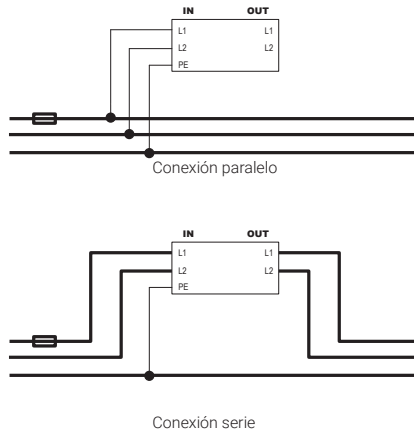 IN OUT
L1 L1
L2 L2
PE
Conexión paralelo
IN OUT
L1 L1
L2 L2
PE
Conexión serie